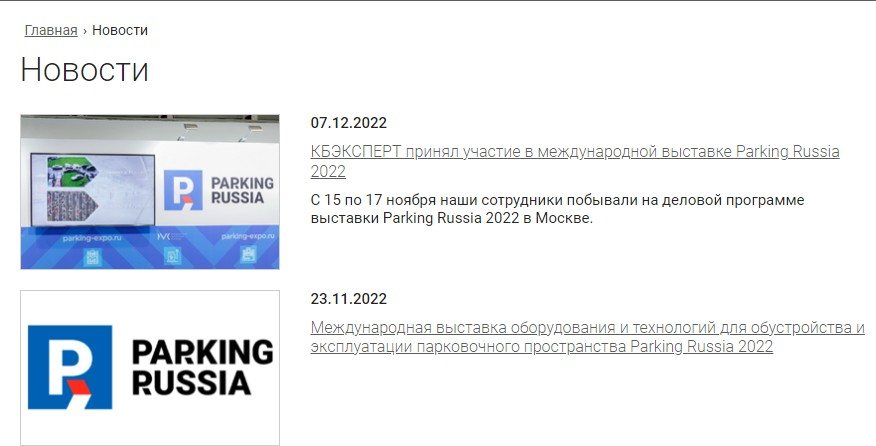 Главная › Новости
Новости
PARKING
RUSSIA
parking-expo.ru
parking-expo.ru
07.12.2022
КБЭКСПЕРТ принял участие в международной выставке Parking Russia
2022
С 15 по 17 ноября наши сотрудники побывали на деловой программе
выставки Parking Russia 2022 в Москве.
P
PARKING
RUSSIA
23.11.2022
Международная выставка оборудования и технологий для обустройства и
эксплуатации парковочного пространства Parking Russia 2022